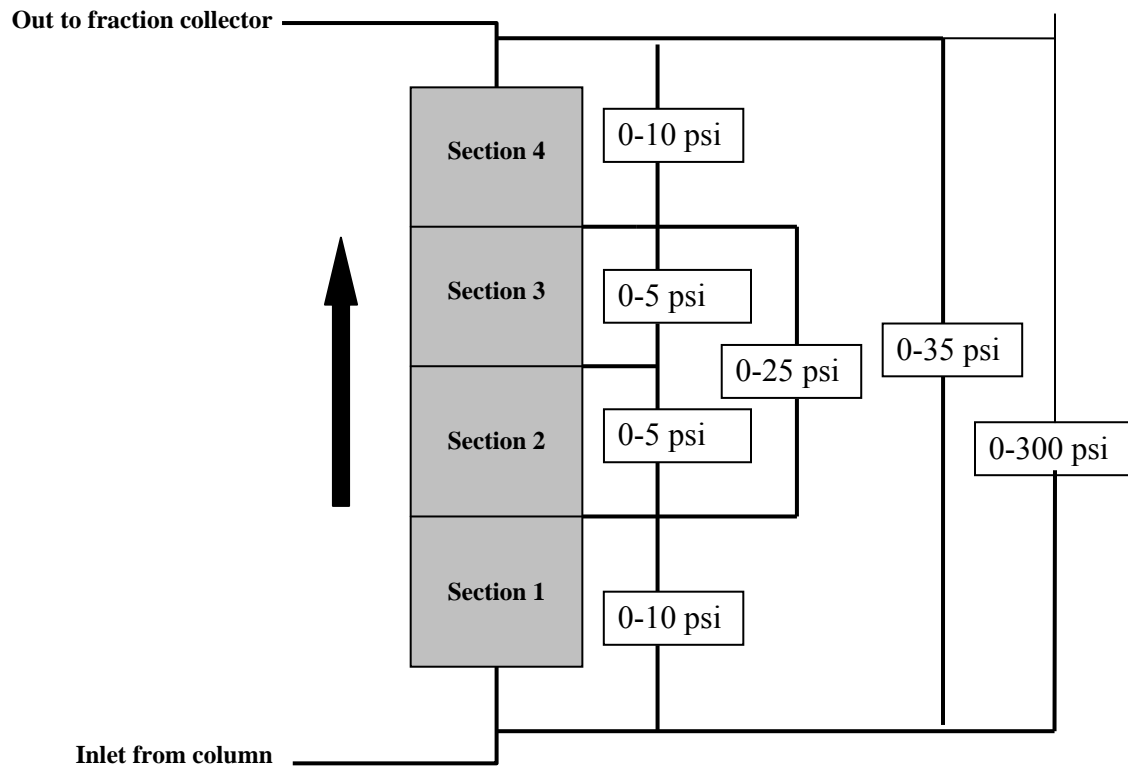 Out to fraction collector
Section 4
0-10 psi
Section 3
0-5 psi
0-35 psi
0-25 psi
Section 2
0-5 psi
0-300 psi
Section 1
0-10 psi
Inlet from column